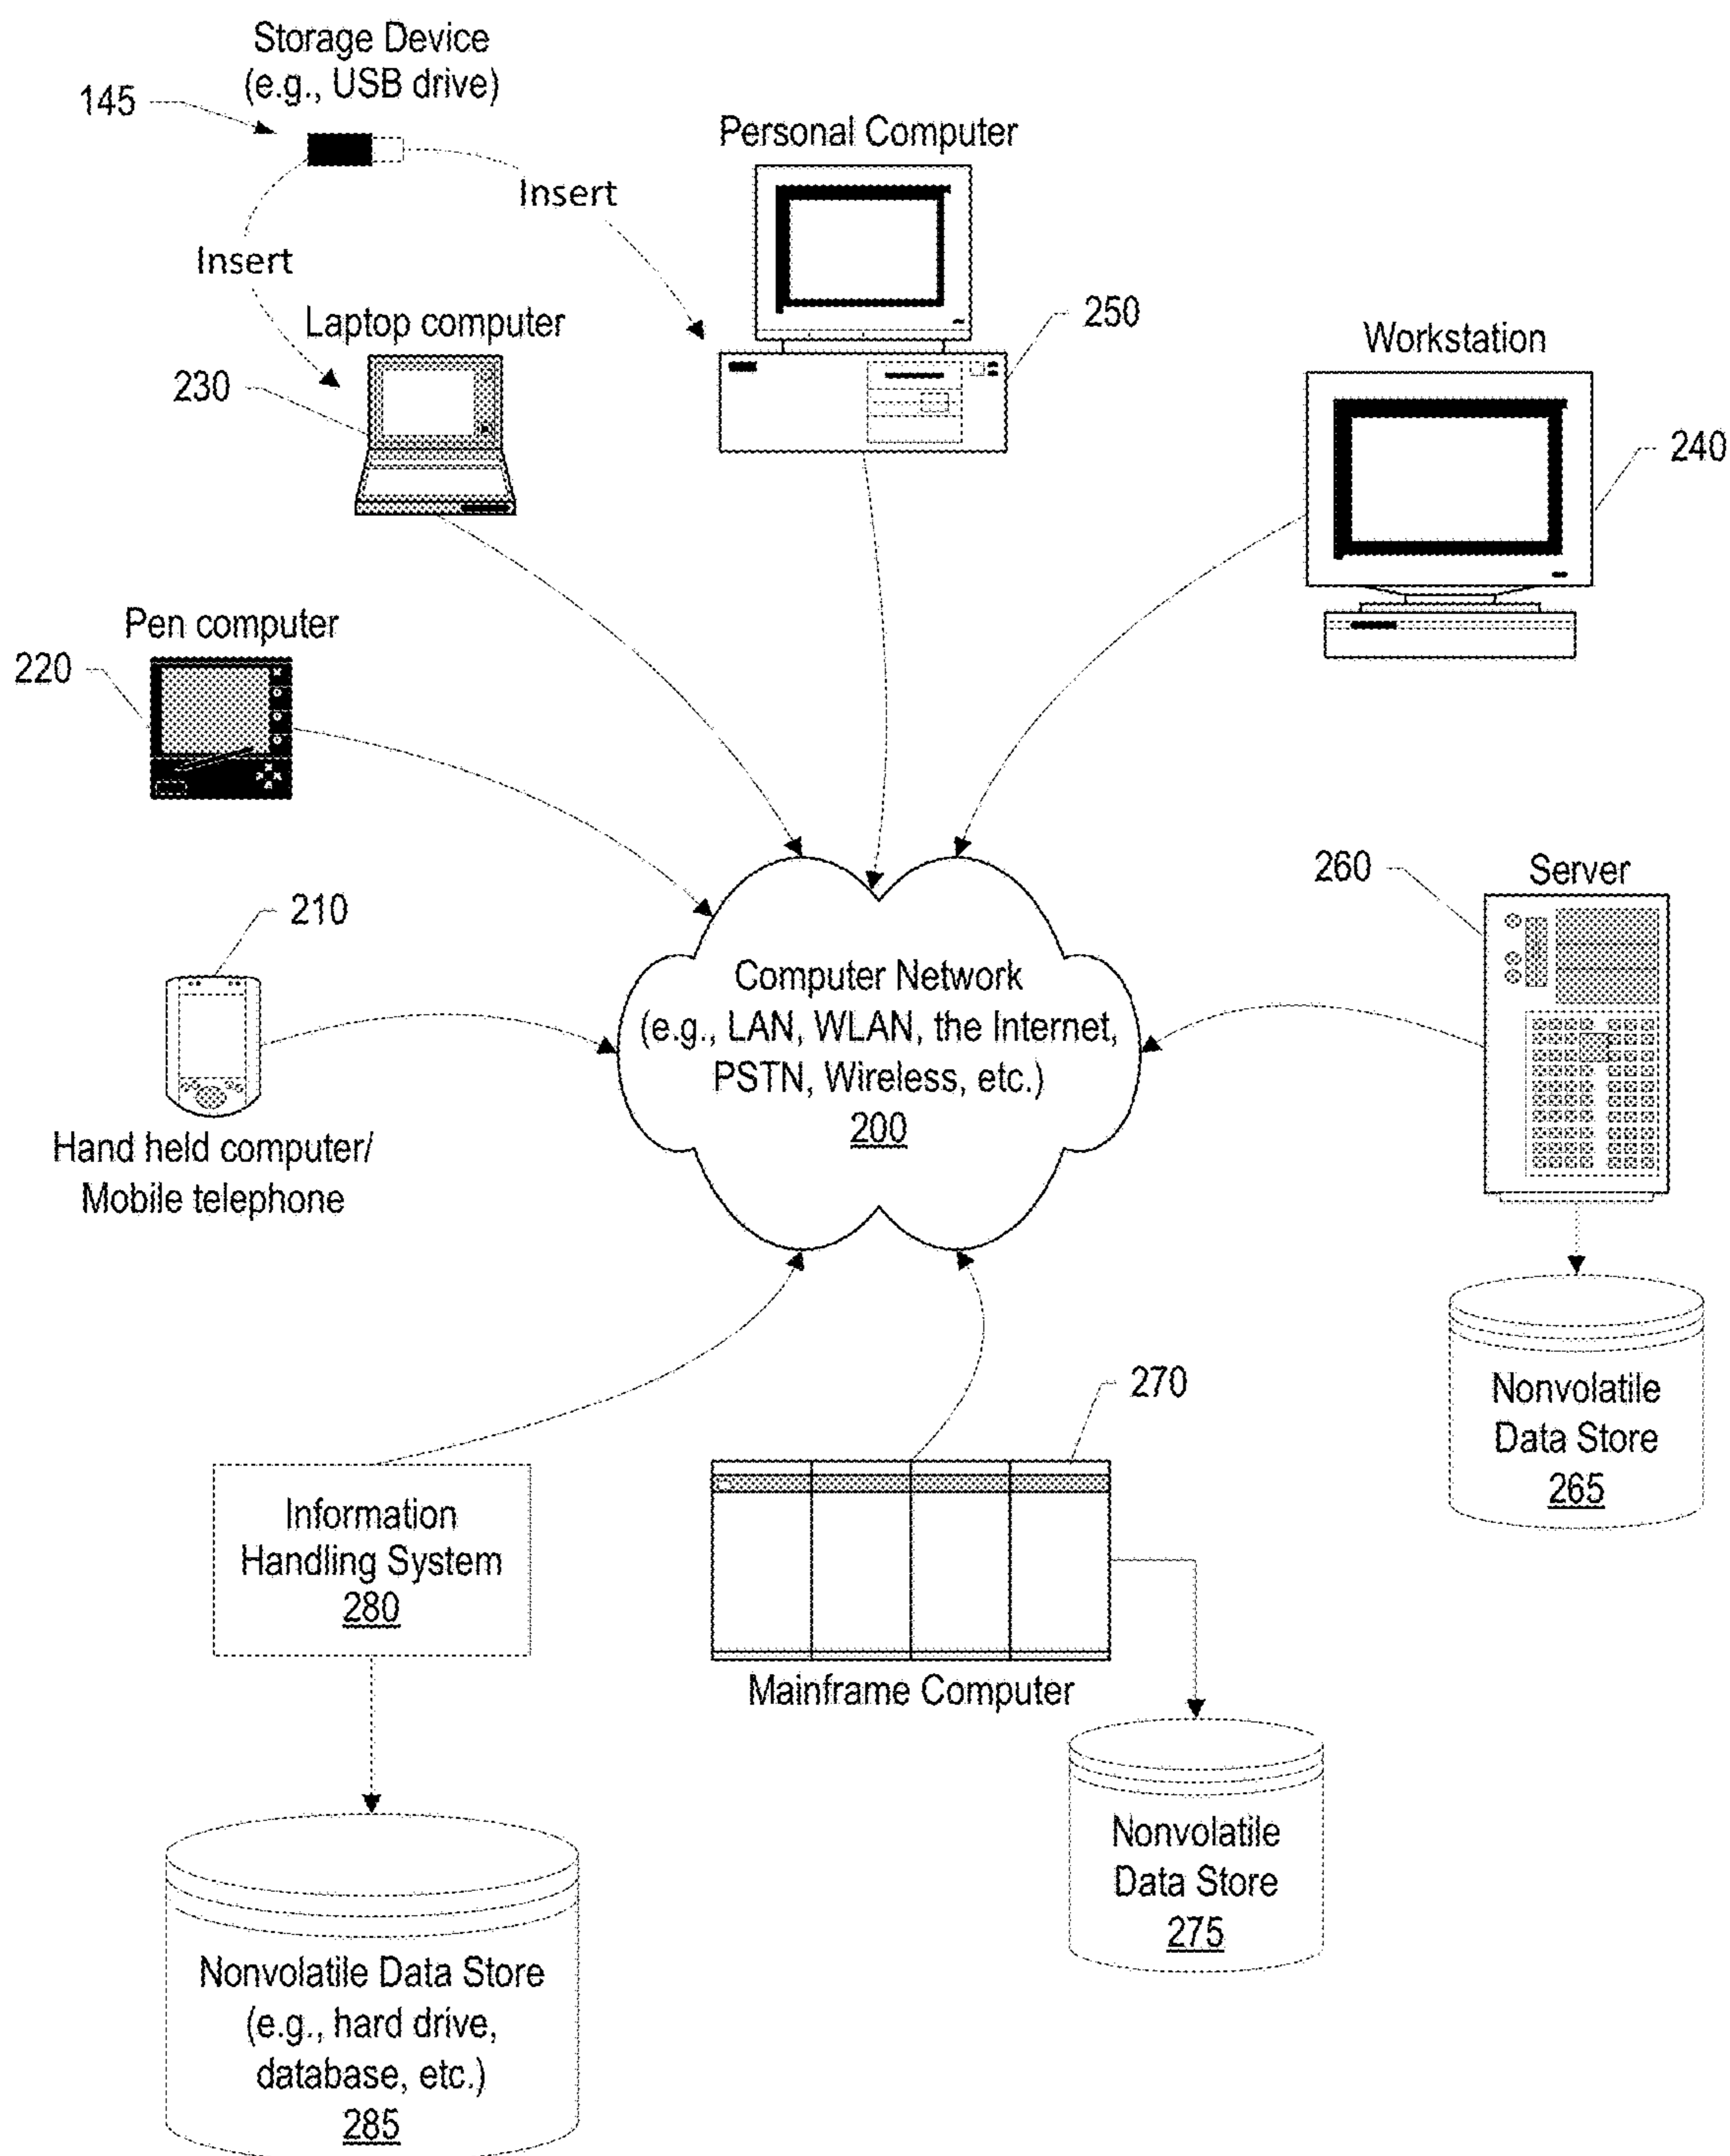 Storage Device
(e.g., USB drive)
145
Insert
Insert
Personal Computer
250
Laptop computer
230
Workstation
240
Pen computer
220
210
Hand held computer/
Mobile telephone
Computer Network
(e.g., LAN, WLAN, the Internet,
PSTN, Wireless, etc.)
200
260
Server
Nonvolatile
Data Store
265
270
Mainframe Computer
Information
Handling System
280
Nonvolatile
Data Store
275
Nonvolatile Data Store
(e.g., hard drive,
database, etc.)
285